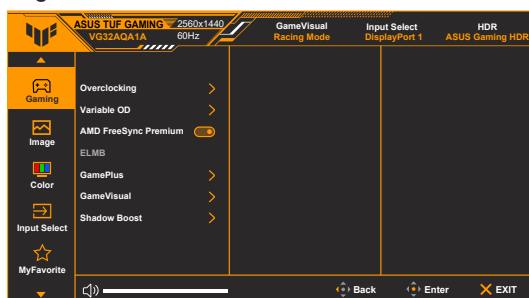 ASUS TUF GAMING 2560x1440
VG32AQA1A 60Hz
GameVisual
Racing Mode
Input Select
DisplayPort 1
HDR
ASUS Gaming HDR
Gaming
Image
Color
Input Select
MyFavorite
Overclocking
Variable OD
AMD FreeSync Premium
ELMB
GamePlus
GameVisual
Shadow Boost
Back
Enter
EXIT